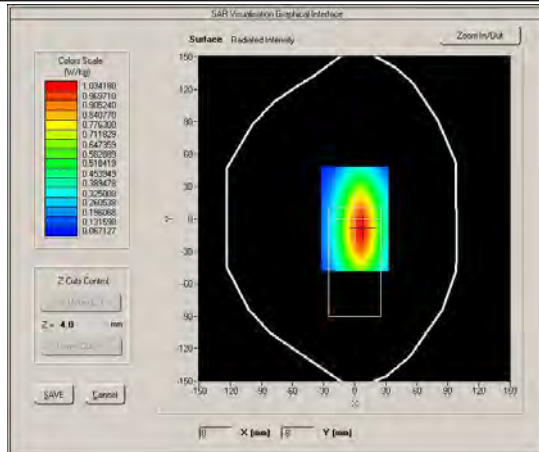 SAR Visualisation Graphical Interface
Surface Radiated Intensity
Zoom In/Out
Colors Scale
(W/kg)
1.034180
0.969710
0.905240
0.840770
0.776300
0.711829
0.647359
0.582889
0.518419
0.453949
0.389478
0.325008
0.260538
0.196068
0.131598
0.067127
Z Cuts Control
Z = 4.0 mm
SAVE
Cancel
150
120
90
60
30
0
-30
-60
-90
-120
-150
Y
-150 -120 -90 -60 -30 0 30 60 90 120 150
X
X (mm)
Y (mm)